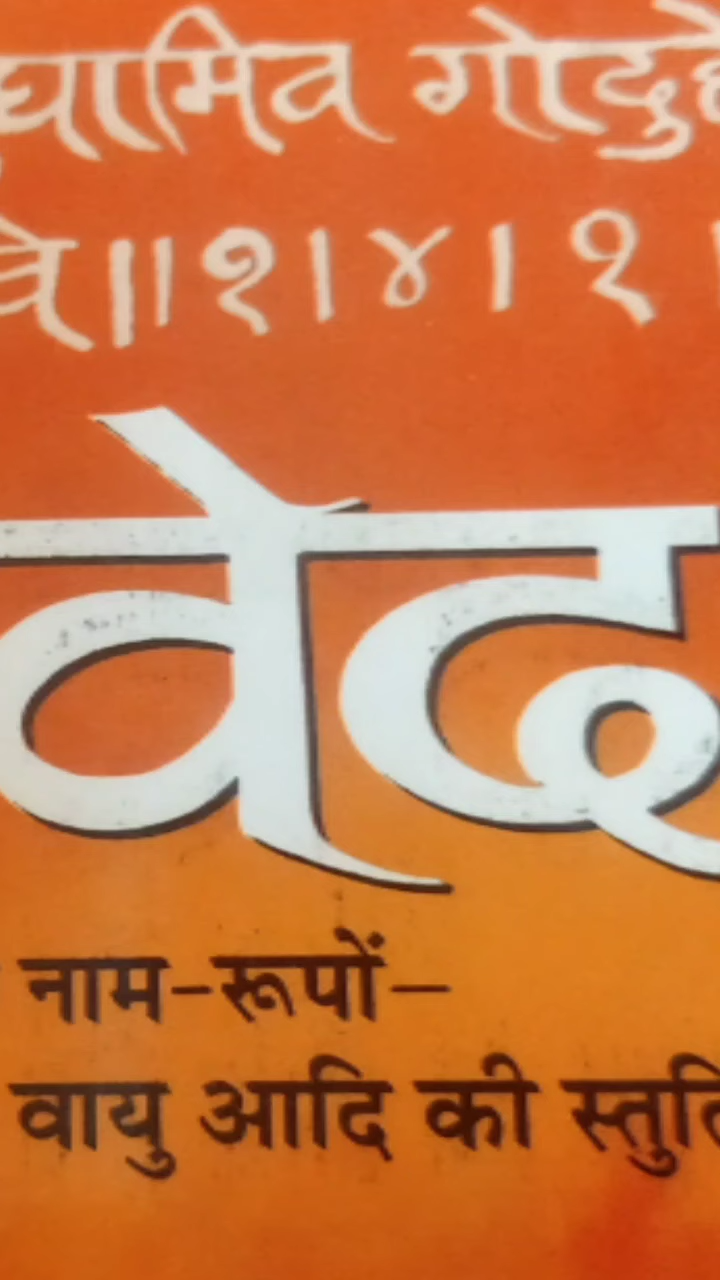 घामिव गोदुहे
॥१।४।१।
वेद
नाम-रूपों-
वायु आदि की स्तुति